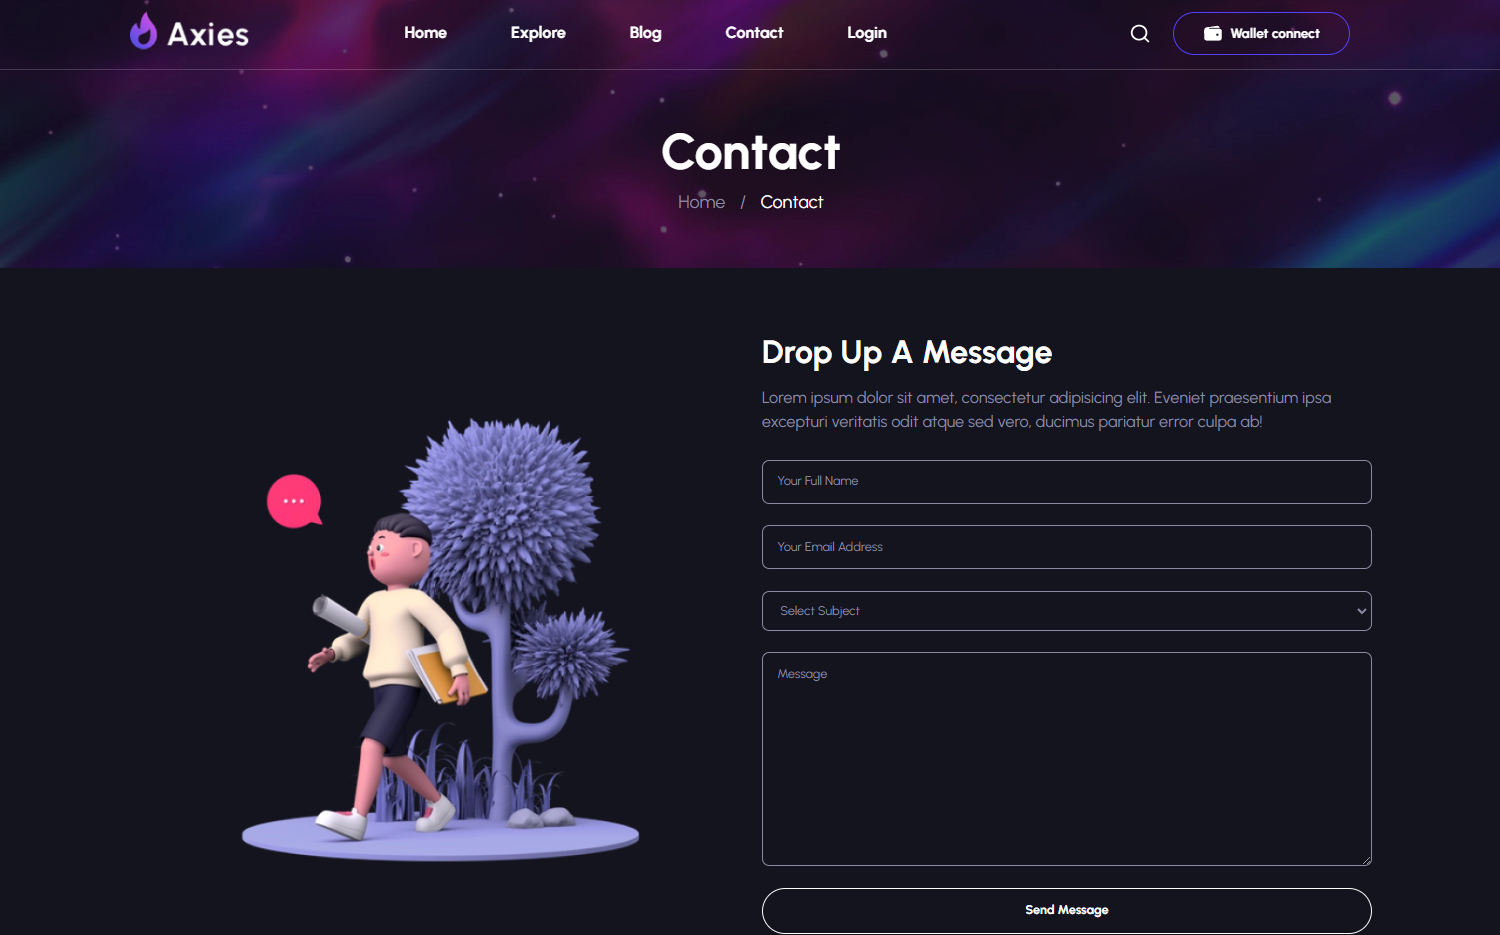 Axies
Home
Explore
Blog
Contact
Login
Wallet connect
Contact
Home / Contact
Drop Up A Message
Lorem ipsum dolor sit amet, consectetur adipisicing elit. Eveniet praesentium ipsa
excepturi veritatis odit atque sed vero, ducimus pariatur error culpa ab!
Your Full Name
Your Email Address
Select Subject
Message
Send Message